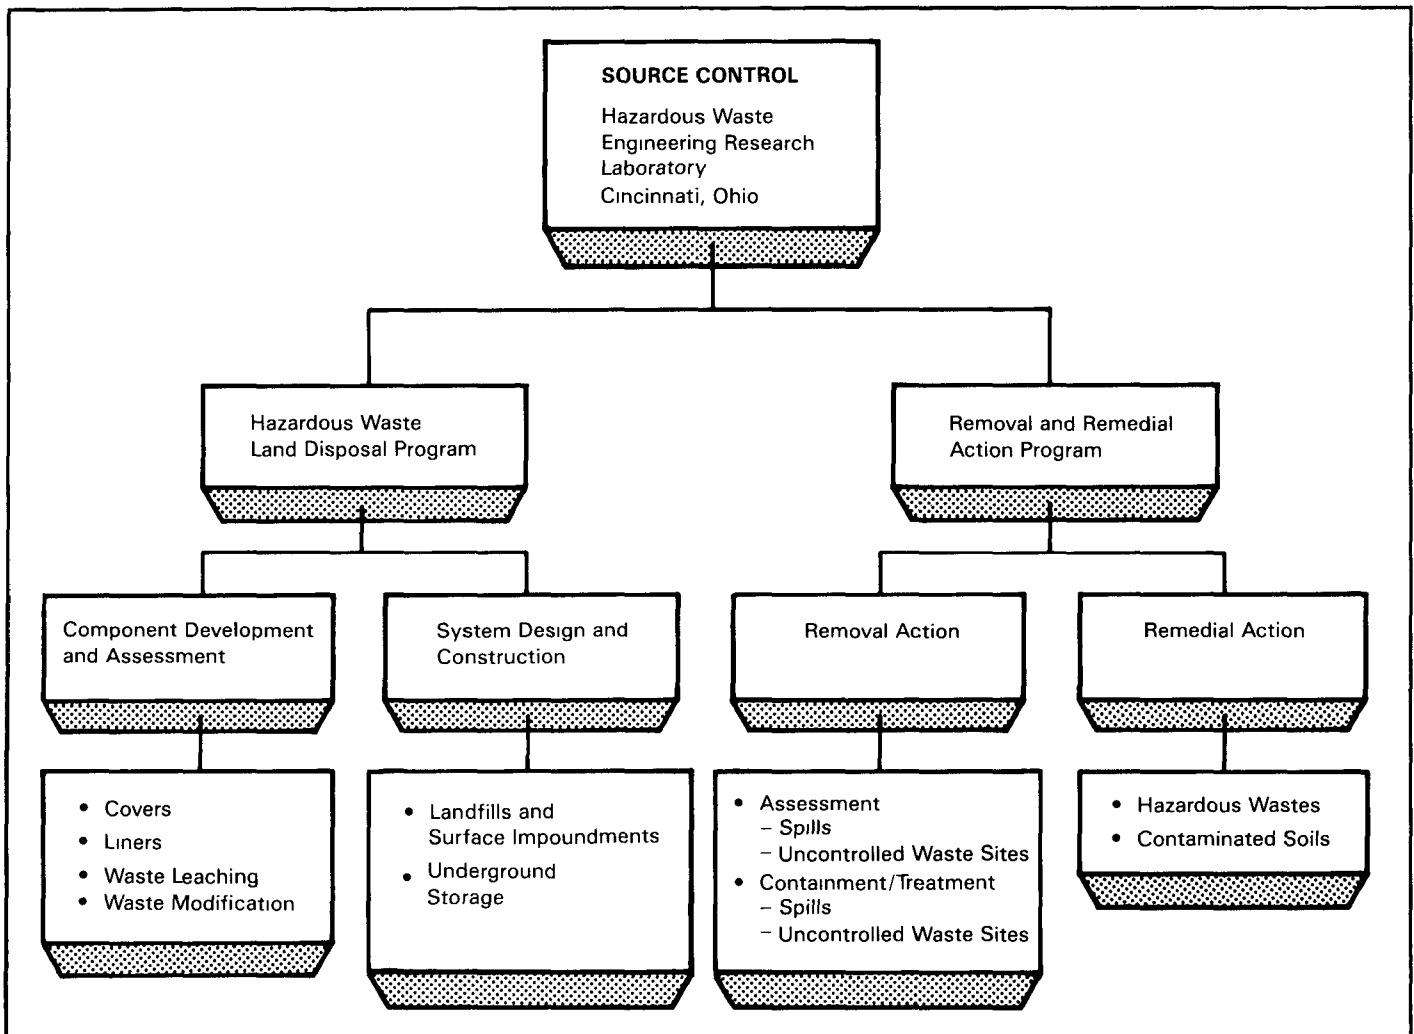 SOURCE CONTROL
Hazardous Waste
Engineering Research
Laboratory
Cincinnati, Ohio
Hazardous Waste
Land Disposal Program
Removal and Remedial
Action Program
Component Development
and Assessment
System Design and
Construction
Removal Action
Remedial Action
• Covers
• Liners
• Waste Leaching
• Waste Modification
• Landfills and
Surface Impoundments
• Underground
Storage
• Assessment
– Spills
– Uncontrolled Waste Sites
• Containment/Treatment
– Spills
– Uncontrolled Waste Sites
• Hazardous Wastes
• Contaminated Soils